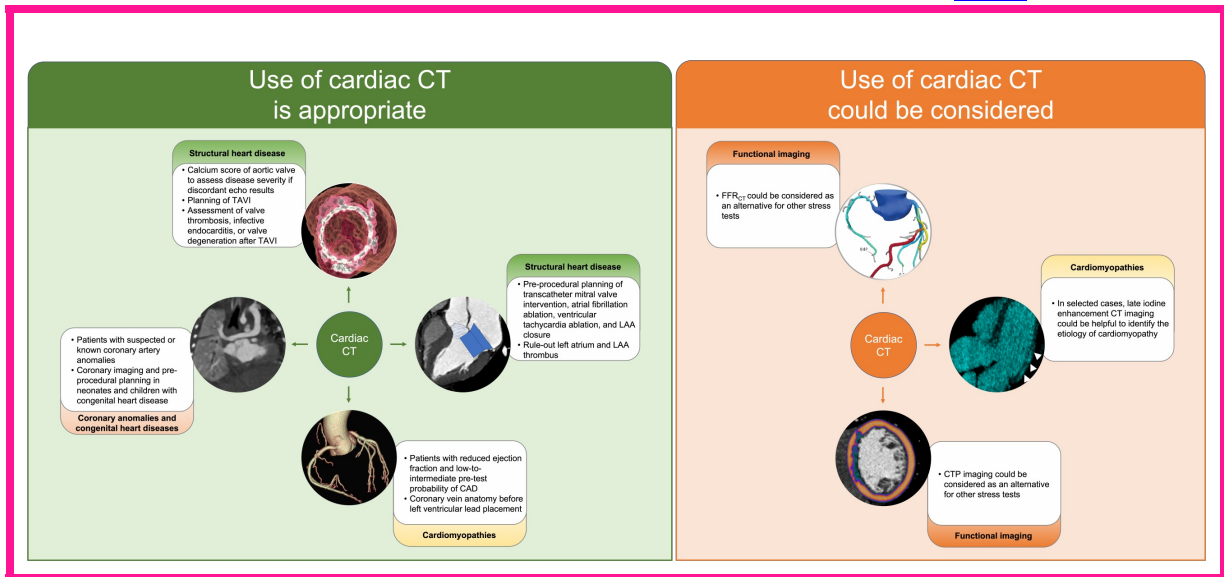 Use of cardiac CT
is appropriate
Structural heart disease
• Calcium score of aortic valve
to assess disease severity if
discordant echo results
• Planning of TAVI
• Assessment of valve
thrombosis, infective
endocarditis, or valve
degeneration after TAVI
Structural heart disease
• Pre-procedural planning of
transcatheter mitral valve
intervention, atrial fibrillation
ablation, ventricular
tachycardia ablation, and LAA
closure
• Rule-out left atrium and LAA
thrombus
Cardiac
CT
• Patients with suspected or
known coronary artery
anomalies
• Coronary imaging and pre-
procedural planning in
neonates and children with
congenital heart disease
Coronary anomalies and
congenital heart diseases
• Patients with reduced ejection
fraction and low-to-
intermediate pre-test
probability of CAD
• Coronary vein anatomy before
left ventricular lead placement
Cardiomyopathies
Use of cardiac CT
could be considered
Functional imaging
• FFRCT could be considered as
an alternative for other stress
tests
Cardiomyopathies
• In selected cases, late iodine
enhancement CT imaging
could be helpful to identify the
etiology of cardiomyopathy
Cardiac
CT
• CTP imaging could be
considered as an alternative
for other stress tests
Functional imaging